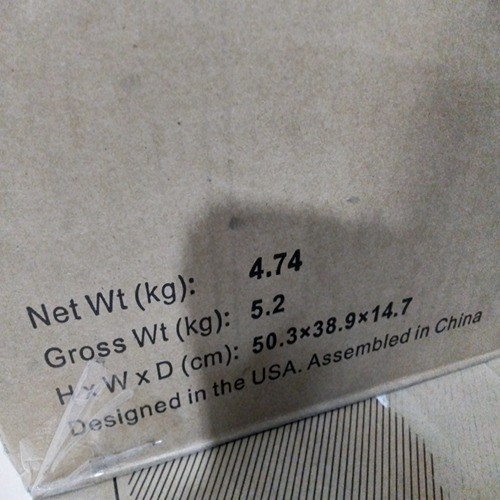 Net Wt (kg): 4.74
Gross Wt (kg): 5.2
H x W x D (cm): 50.3×38.9×14.7
Designed in the USA. Assembled in China